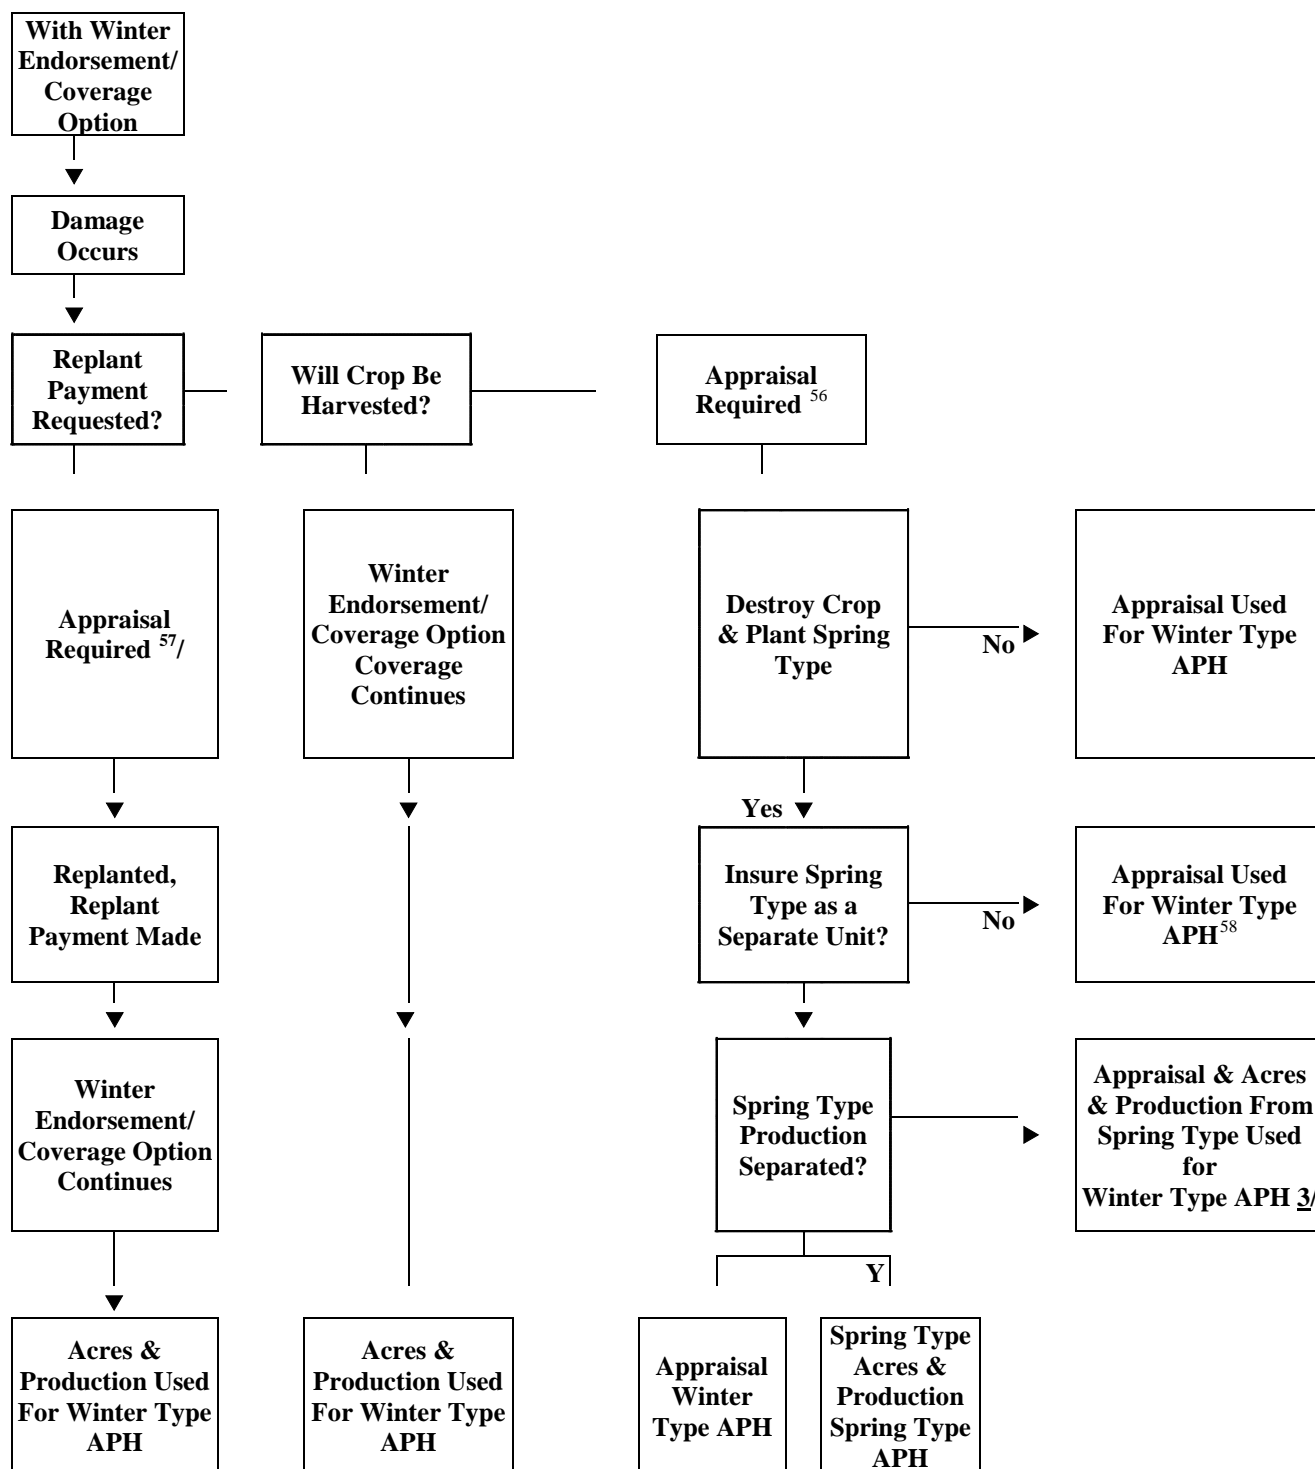 With Winter
Endorsement/
Coverage
Option
Damage
Occurs
Replant
Payment
Requested?
Will Crop Be
Harvested?
Appraisal
Required 56
Appraisal
Required 57/
Winter
Endorsement/
Coverage Option
Coverage
Continues
Destroy Crop
& Plant Spring
Type
No
Appraisal Used
For Winter Type
APH
Yes
Replanted,
Replant
Payment Made
Insure Spring
Type as a
Separate Unit?
No
Appraisal Used
For Winter Type
APH58
Winter
Endorsement/
Coverage Option
Continues
Spring Type
Production
Separated?
Appraisal & Acres
& Production From
Spring Type Used
for
Winter Type APH 3/
Y
Acres &
Production Used
For Winter Type
APH
Acres &
Production Used
For Winter Type
APH
Appraisal
Winter
Type APH
Spring Type
Acres &
Production
Spring Type
APH